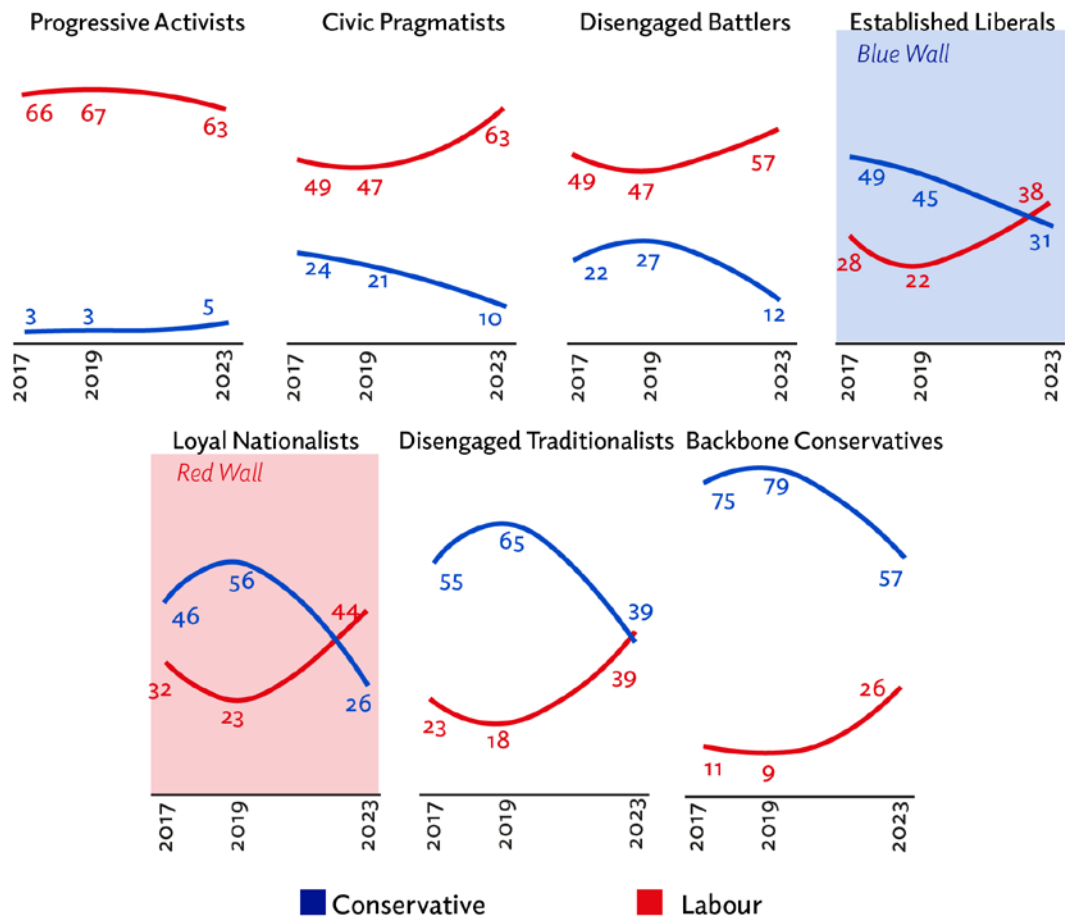 Progressive Activists
Civic Pragmatists
Disengaged Battlers
Established Liberals
Blue Wall
66 67 63
3 3 5
2017 2019 2023
49 47 63
24 21 10
2017 2019 2023
49 47 57
22 27 12
2017 2019 2023
49 45 38
28 22 31
2017 2019 2023
Loyal Nationalists
Red Wall
Disengaged Traditionalists
Backbone Conservatives
46 56 44
32 23 26
2017 2019 2023
55 65 39
23 18 39
2017 2019 2023
75 79 57
11 9 26
2017 2019 2023
Conservative
Labour